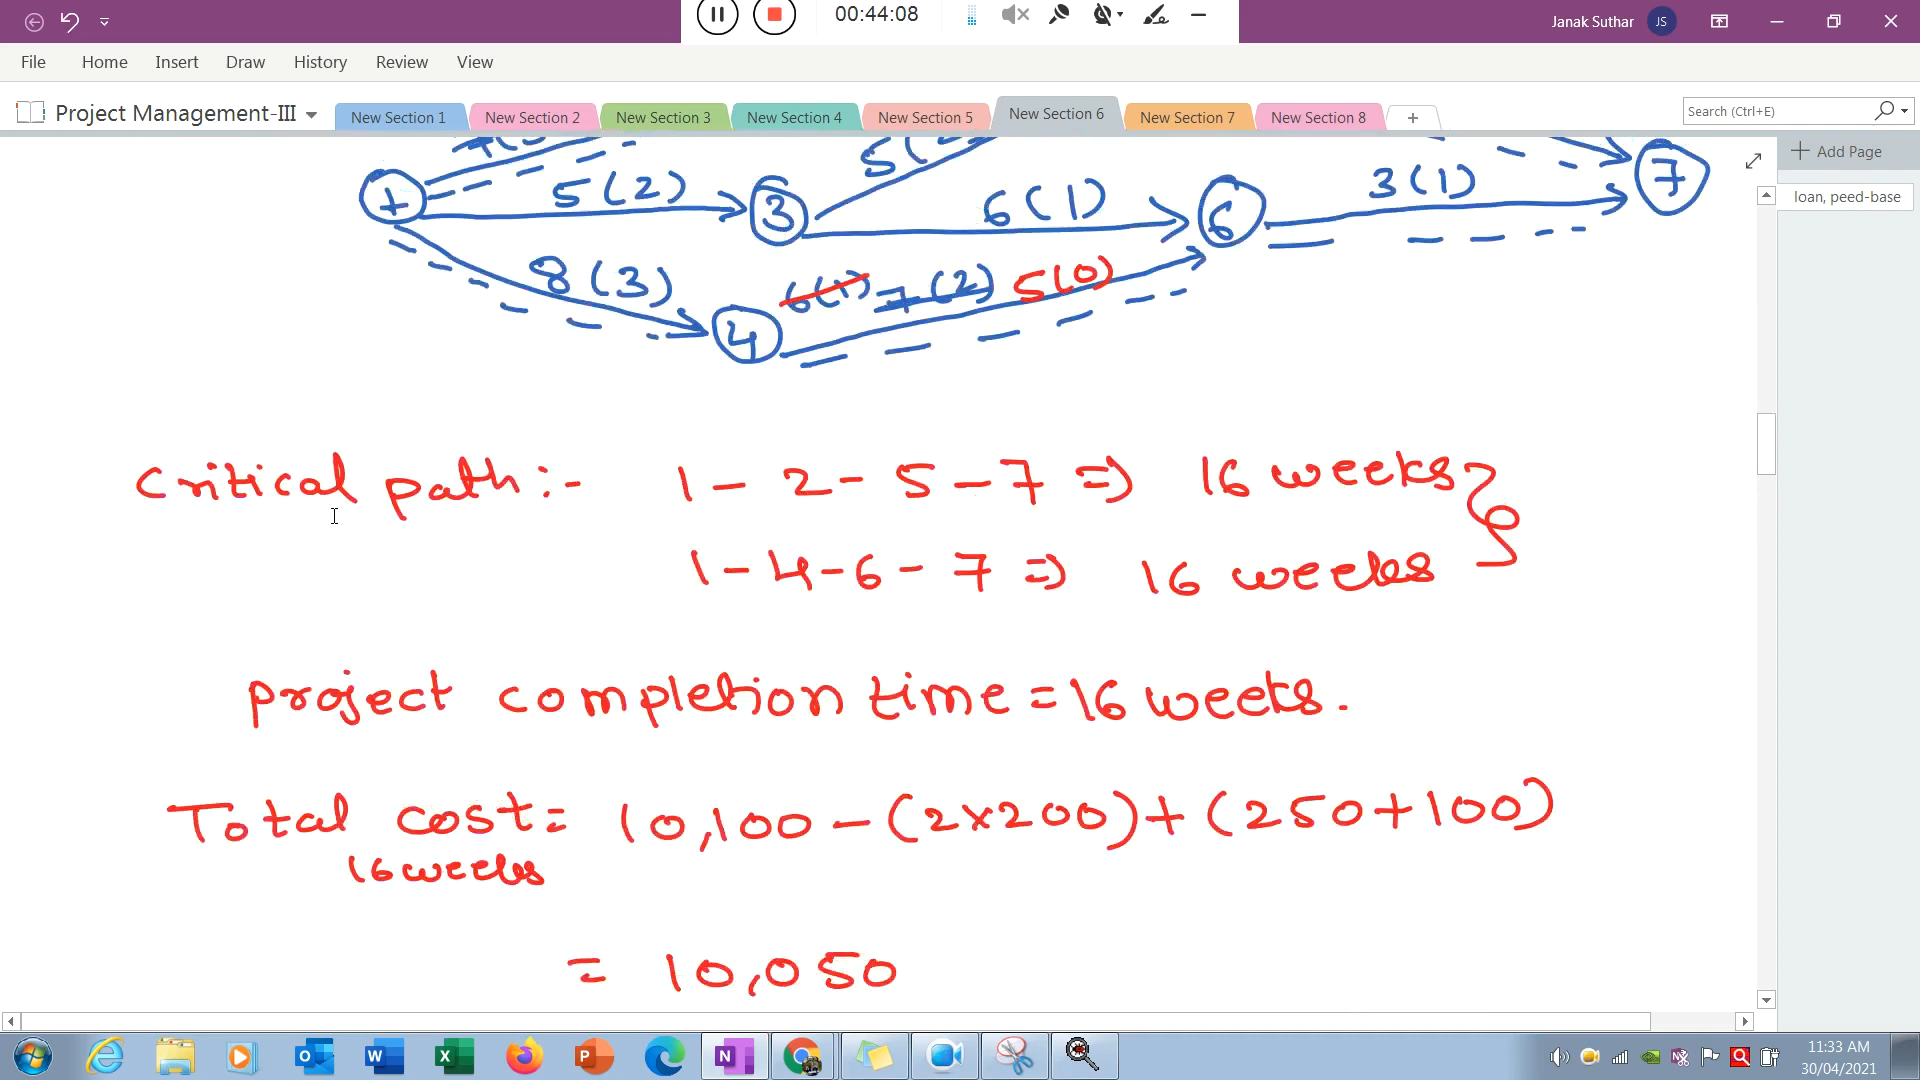 00:44:08
Janak Suthar JS
File Home Insert Draw History Review View
Project Management-III New Section 1 New Section 2 New Section 3 New Section 4 New Section 5 New Section 6 New Section 7 New Section 8 +
Search (Ctrl+E)
Add Page
loan, peed-base
1 5(2) 3 6(1) 6 3(1) 7
8(3) 4 6(1) 7(2) 5(0)
Critical path :- 1 - 2 - 5 - 7 => 16 weeks
1 - 4 - 6 - 7 => 16 weeks
project completion time = 16 weeks.
Total cost = 10,100 - (2x200) + (250+100)
16 weeks
= 10,050
11:33 AM
30/04/2021